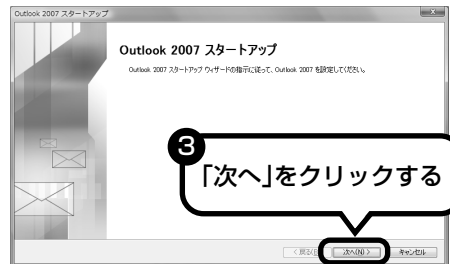 Outlook 2007 スタートアップ
Outlook 2007 スタートアップ
Outlook 2007 スタートアップ ウィザードの指示に従って、Outlook 2007 を設定してください。
3
「次へ」をクリックする
< 戻る(B) 次へ(N) > キャンセル